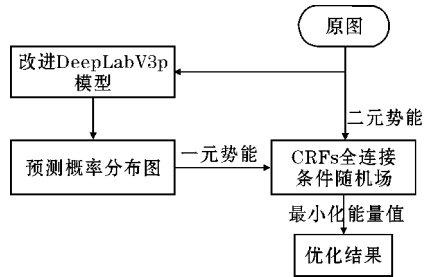 原图
改进DeepLabV3p
模型
二元势能
预测概率分布图
一元势能
CRFs全连接
条件随机场
最小化能量值
优化结果